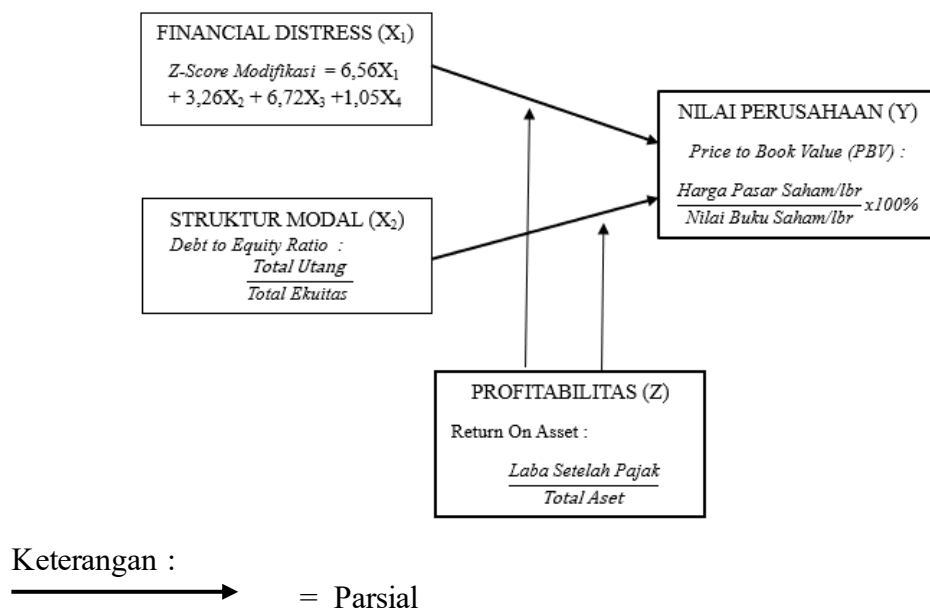 FINANCIAL DISTRESS (X₁)
Z-Score Modifikasi = 6,56X₁
+ 3,26X₂ + 6,72X₃ +1,05X₄
NILAI PERUSAHAAN (Y)
Price to Book Value (PBV) :
Harga Pasar Saham/lbr
Nilai Buku Saham/lbr x100%
STRUKTUR MODAL (X₂)
Debt to Equity Ratio :
Total Utang
Total Ekuitas
PROFITABILITAS (Z)
Return On Asset :
Laba Setelah Pajak
Total Aset
Keterangan :
= Parsial